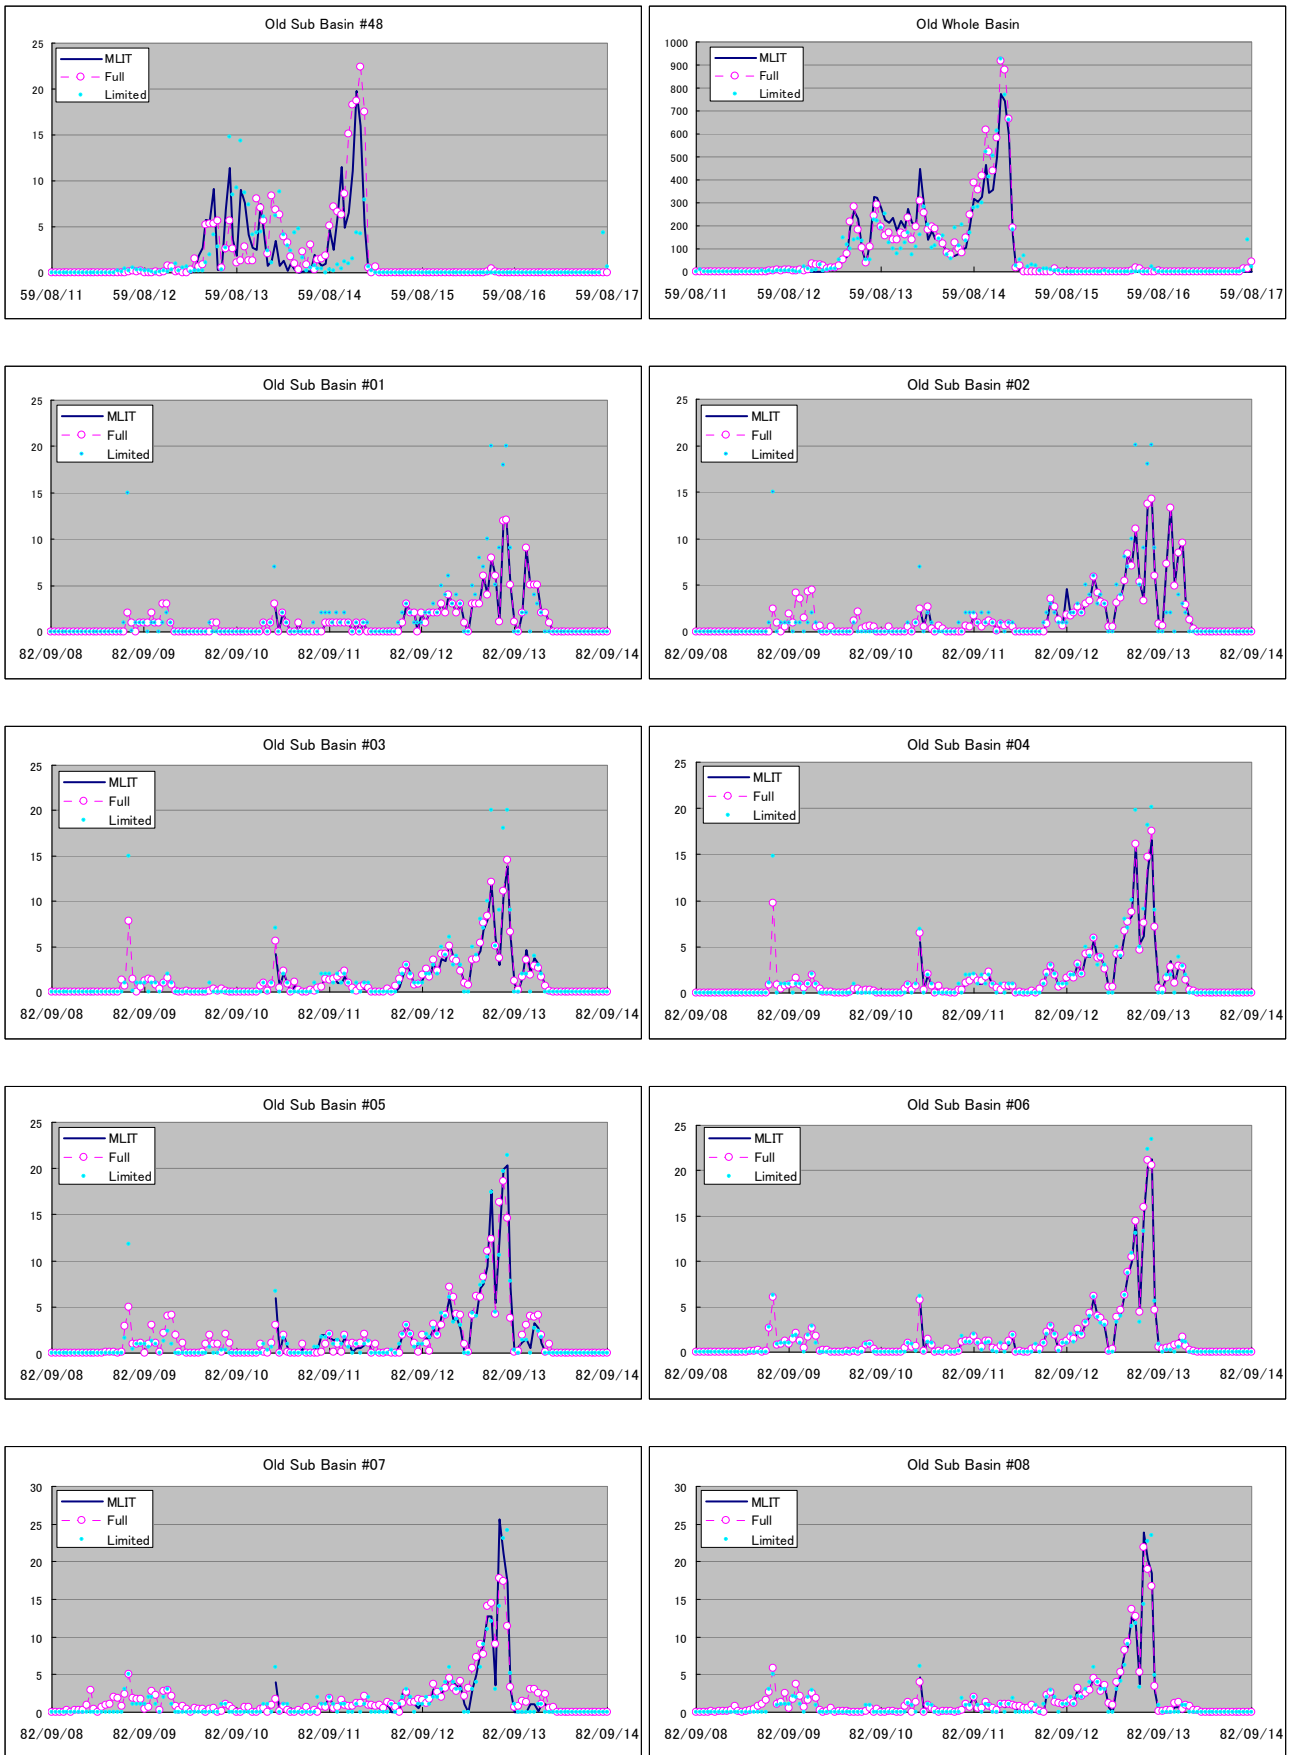 Old Sub Basin #48
25
20
15
10
5
0
MLIT
Full
Limited
59/08/11 59/08/12 59/08/13 59/08/14 59/08/15 59/08/16 59/08/17
Old Whole Basin
1000
900
800
700
600
500
400
300
200
100
0
MLIT
Full
Limited
59/08/11 59/08/12 59/08/13 59/08/14 59/08/15 59/08/16 59/08/17
Old Sub Basin #01
25
20
15
10
5
0
MLIT
Full
Limited
82/09/08 82/09/09 82/09/10 82/09/11 82/09/12 82/09/13 82/09/14
Old Sub Basin #02
25
20
15
10
5
0
MLIT
Full
Limited
82/09/08 82/09/09 82/09/10 82/09/11 82/09/12 82/09/13 82/09/14
Old Sub Basin #03
25
20
15
10
5
0
MLIT
Full
Limited
82/09/08 82/09/09 82/09/10 82/09/11 82/09/12 82/09/13 82/09/14
Old Sub Basin #04
25
20
15
10
5
0
MLIT
Full
Limited
82/09/08 82/09/09 82/09/10 82/09/11 82/09/12 82/09/13 82/09/14
Old Sub Basin #05
25
20
15
10
5
0
MLIT
Full
Limited
82/09/08 82/09/09 82/09/10 82/09/11 82/09/12 82/09/13 82/09/14
Old Sub Basin #06
25
20
15
10
5
0
MLIT
Full
Limited
82/09/08 82/09/09 82/09/10 82/09/11 82/09/12 82/09/13 82/09/14
Old Sub Basin #07
30
25
20
15
10
5
0
MLIT
Full
Limited
82/09/08 82/09/09 82/09/10 82/09/11 82/09/12 82/09/13 82/09/14
Old Sub Basin #08
30
25
20
15
10
5
0
MLIT
Full
Limited
82/09/08 82/09/09 82/09/10 82/09/11 82/09/12 82/09/13 82/09/14